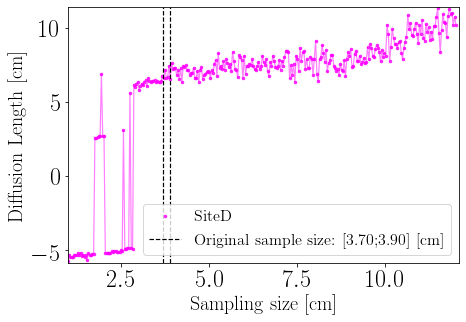 10
5
0
−5
Diffusion Length [cm]
SiteD
Original sample size: [3.70;3.90] [cm]
2.5 5.0 7.5 10.0
Sampling size [cm]